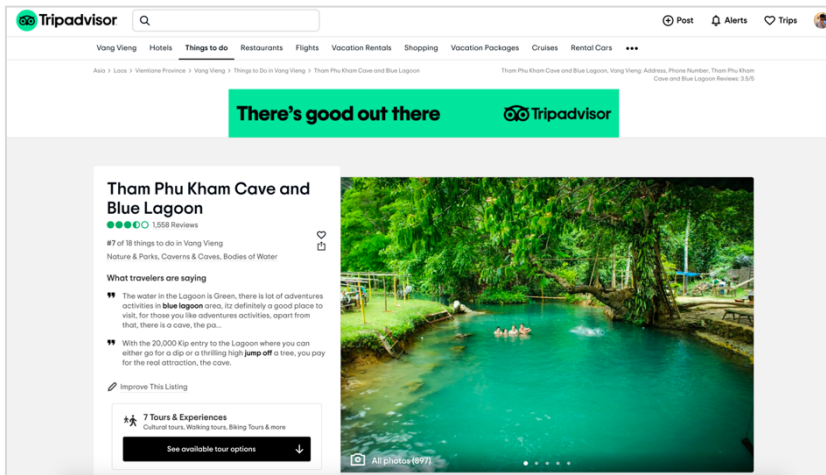 Tripadvisor
Post Alerts Trips
Vang Vieng Hotels Things to do Restaurants Flights Vacation Rentals Shopping Vacation Packages Cruises Rental Cars •••
Asia > Laos > Vientiane Province > Vang Vieng > Things to Do in Vang Vieng > Tham Phu Kham Cave and Blue Lagoon
Tham Phu Kham Cave and Blue Lagoon, Vang Vieng: Address, Phone Number, Tham Phu Kham
Cave and Blue Lagoon Reviews: 3.5/5
There's good out there Tripadvisor
Tham Phu Kham Cave and
Blue Lagoon
1,558 Reviews
#7 of 18 things to do in Vang Vieng
Nature & Parks, Caverns & Caves, Bodies of Water
What travelers are saying
The water in the Lagoon is Green, there is lot of adventures
activities in blue lagoon area, itz definitely a good place to
visit, for those you like adventures activities, apart from
that, there is a cave, the pa...
With the 20,000 Kip entry to the Lagoon where you can
either go for a dip or a thrilling high jump off a tree, you pay
for the real attraction, the cave.
Improve This Listing
7 Tours & Experiences
Cultural tours, Walking tours, Biking Tours & more
See available tour options
All photos (897)